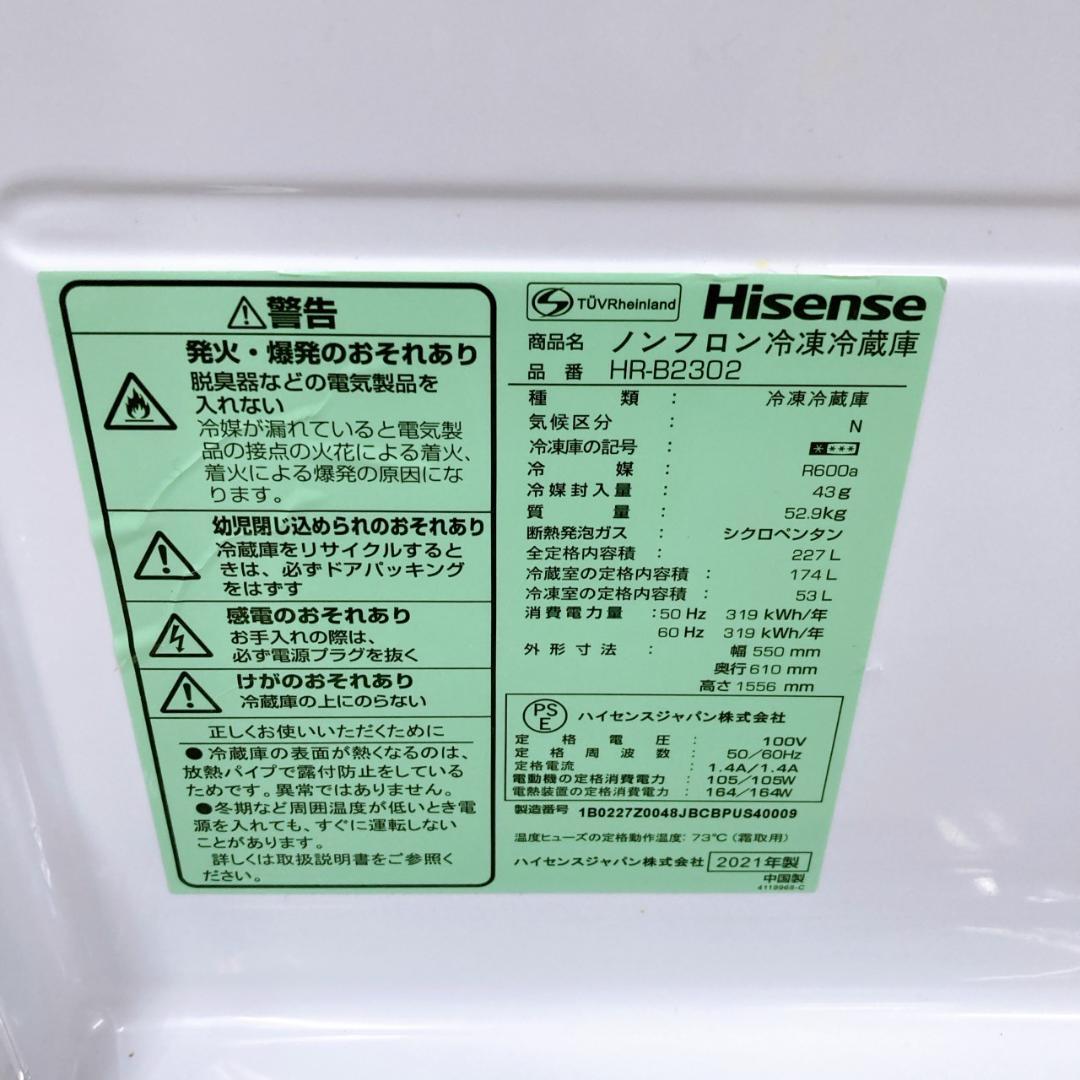 ⚠警告
発火・爆発のおそれあり
脱臭器などの電気製品を
入れない
冷媒が漏れていると電気製
品の接点の火花による着火、
着火による爆発の原因にな
ります。
幼児閉じ込められのおそれあり
冷蔵庫をリサイクルすると
きは、必ずドアパッキング
をはずす
感電のおそれあり
お手入れの際は、
必ず電源プラグを抜く
けがのおそれあり
冷蔵庫の上にのらない
正しくお使いいただくために
●冷蔵庫の表面が熱くなるのは、
放熱パイプで露付防止をしている
ためです。異常ではありません。
●冬期など周囲温度が低いとき電
源を入れても、すぐに運転しない
ことがあります。
詳しくは取扱説明書をご参照く
ださい。
TÜVRheinland Hisense
商品名 ノンフロン冷凍冷蔵庫
品番 HR-B2302
種類 : 冷凍冷蔵庫
気候区分 : N
冷凍庫の記号 : * ***
冷媒 : R600a
冷媒封入量 : 43g
質量 : 52.9kg
断熱発泡ガス : シクロペンタン
全定格内容積 : 227L
冷蔵室の定格内容積 : 174L
冷凍室の定格内容積 : 53L
消費電力量 :50 Hz 319 kWh/年
60 Hz 319 kWh/年
外形寸法 : 幅 550 mm
奥行 610 mm
高さ 1556 mm
PSE ハイセンスジャパン株式会社
定格電圧 : 100V
定格周波数 : 50/60Hz
定格電流 : 1.4A/1.4A
電動機の定格消費電力 : 105/105W
電熱装置の定格消費電力 : 164/164W
製造番号 1B0227Z0048JBCBPUS40009
温度ヒューズの定格動作温度: 73℃ (霜取用)
ハイセンスジャパン株式会社 2021年製
中国製
4119968-C